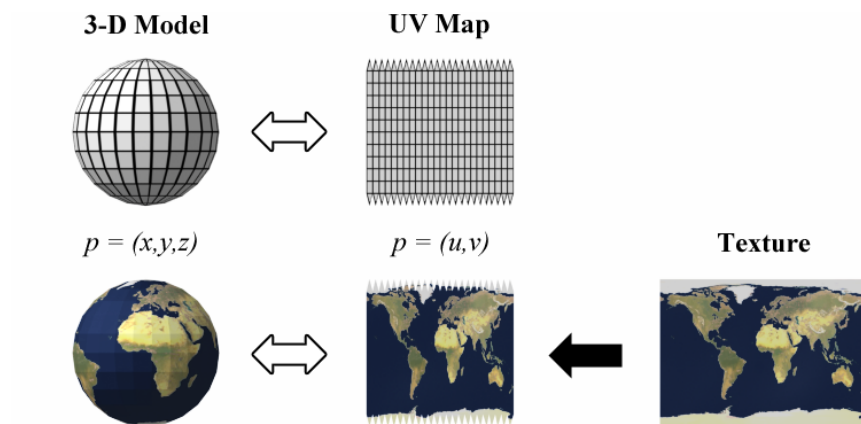 3-D Model
UV Map
p = (x,y,z)
p = (u,v)
Texture